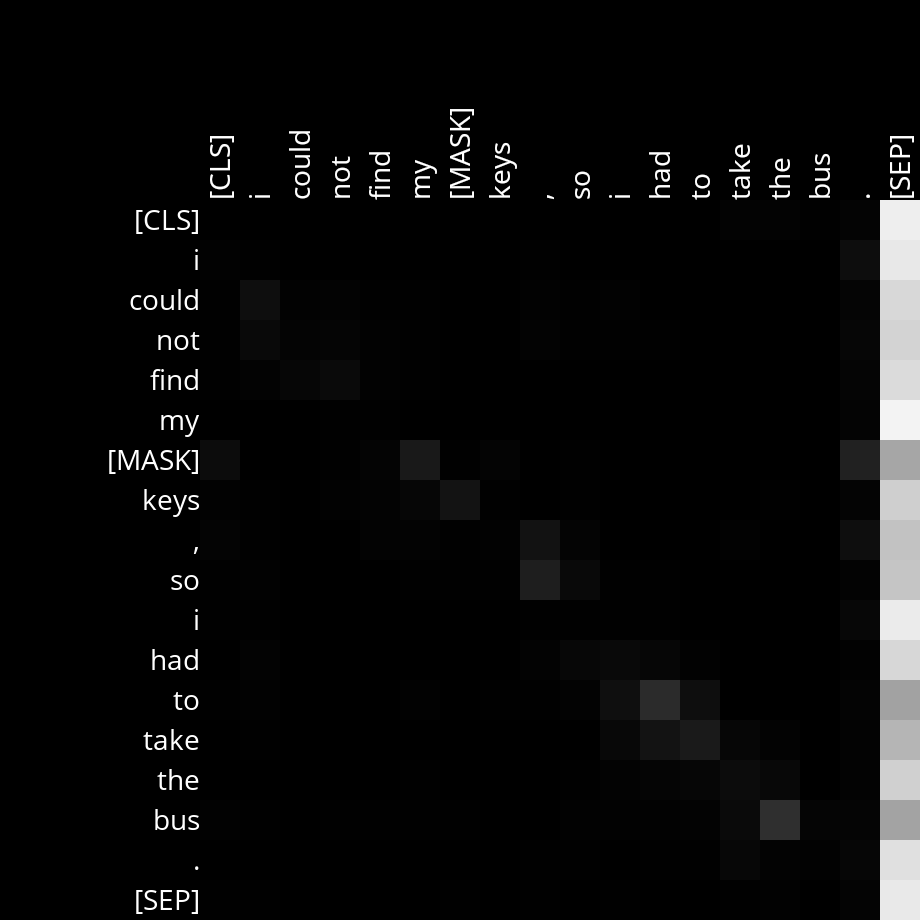 [CLS] i could not find my [MASK] keys , so i had to take the bus . [SEP]
[CLS]
i
could
not
find
my
[MASK]
keys
,
so
i
had
to
take
the
bus
.
[SEP]